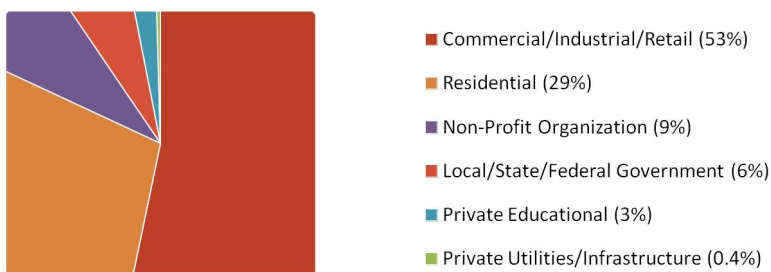 Commercial/Industrial/Retail (53%)
Residential (29%)
Non-Profit Organization (9%)
Local/State/Federal Government (6%)
Private Educational (3%)
Private Utilities/Infrastructure (0.4%)